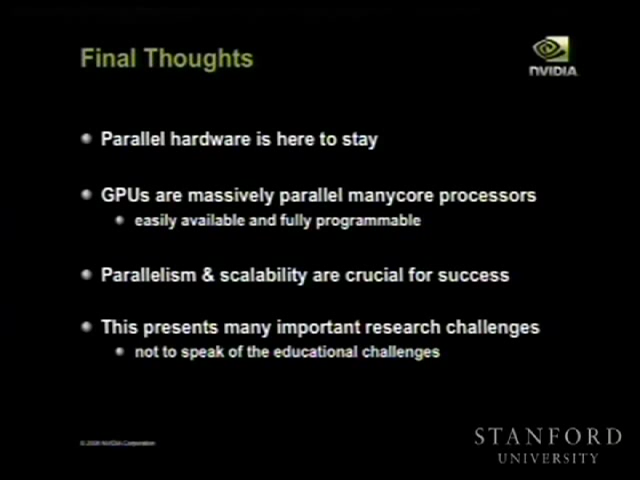 Final Thoughts
NVIDIA
Parallel hardware is here to stay
GPUs are massively parallel manycore processors
easily available and fully programmable
Parallelism & scalability are crucial for success
This presents many important research challenges
not to speak of the educational challenges
NVIDIA Corporation
STANFORD
UNIVERSITY